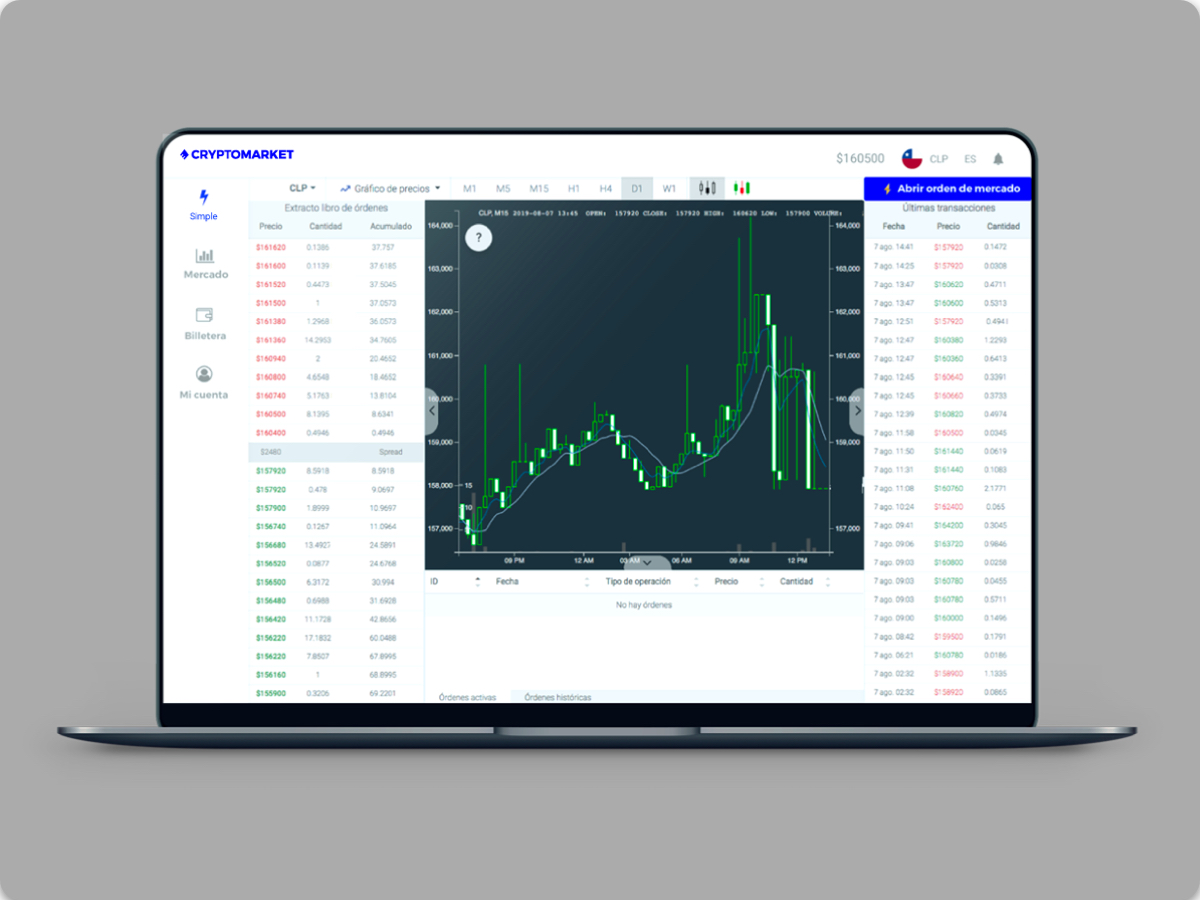 CRYPTOMARKET
$160500 CLP ES
Simple
Mercado
Billetera
Mi cuenta
CLP Gráfico de precios M1 M5 M15 H1 H4 D1 W1
Abrir orden de mercado
Extracto libro de órdenes
Precio Cantidad Acumulado
$161620 0.1386 37.757
$161600 0.1139 37.6185
$161520 0.4473 37.5045
$161500 1 37.0573
$161380 1.2968 36.0573
$161360 14.2953 34.7605
$160940 2 20.4652
$160800 4.6548 18.4652
$160740 5.1763 13.8104
$160500 8.1395 8.6341
$160400 0.4946 0.4946
$2480 Spread
$157920 8.5918 8.5918
$157920 0.478 9.0697
$157900 1.8999 10.9697
$156740 0.1267 11.0964
$156680 13.4927 24.5891
$156520 0.0877 24.6768
$156500 6.3172 30.994
$156480 0.6988 31.6928
$156420 11.1728 42.8656
$156220 17.1832 60.0488
$156220 7.8507 67.8995
$156160 1 68.8995
$155900 0.3206 69.2201
CLP, M15 2019-08-07 13:45 OPEN: 157920 CLOSE: 157920 HIGH: 160620 LOW: 157900 VOLUME:
?
164,000 164,000
163,000 163,000
162,000 162,000
161,000 161,000
160,000 160,000
159,000 159,000
158,000 15 158,000
10
157,000 157,000
09 PM 12 AM 03 AM 06 AM 09 AM 12 PM
ID Fecha Tipo de operación Precio Cantidad
No hay órdenes
Órdenes activas Órdenes históricas
Últimas transacciones
Fecha Precio Cantidad
7 ago. 14:41 $157920 0.1472
7 ago. 14:25 $157920 0.0308
7 ago. 13:47 $160620 0.4711
7 ago. 13:47 $160600 0.5313
7 ago. 12:51 $157920 0.4941
7 ago. 12:47 $160380 1.2293
7 ago. 12:47 $160360 0.6413
7 ago. 12:45 $160640 0.3391
7 ago. 12:45 $160660 0.3733
7 ago. 12:39 $160820 0.4974
7 ago. 11:58 $160500 0.0345
7 ago. 11:50 $161440 0.0619
7 ago. 11:31 $161440 0.1083
7 ago. 11:08 $160760 2.1771
7 ago. 10:24 $162400 0.065
7 ago. 09:41 $164200 0.3045
7 ago. 09:06 $163720 0.9846
7 ago. 09:03 $160800 0.0258
7 ago. 09:03 $160780 0.0455
7 ago. 09:03 $160780 0.5711
7 ago. 09:00 $160000 0.1496
7 ago. 08:42 $159500 0.1791
7 ago. 06:21 $160780 0.0186
7 ago. 02:32 $158900 1.1335
7 ago. 02:32 $158920 0.0865